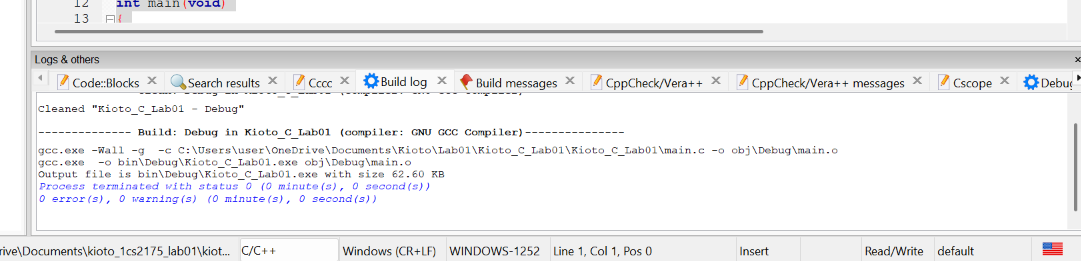 12 int main(void)
13 {
Logs & others
Code::Blocks Search results Cccc Build log Build messages CppCheck/Vera++ CppCheck/Vera++ messages Cscope Debug
Cleaned "Kioto_C_Lab01 - Debug"
-------------- Build: Debug in Kioto_C_Lab01 (compiler: GNU GCC Compiler)---------------
gcc.exe -Wall -g -c C:\Users\user\OneDrive\Documents\Kioto\Lab01\Kioto_C_Lab01\Kioto_C_Lab01\main.c -o obj\Debug\main.o
gcc.exe -o bin\Debug\Kioto_C_Lab01.exe obj\Debug\main.o
Output file is bin\Debug\Kioto_C_Lab01.exe with size 62.60 KB
Process terminated with status 0 (0 minute(s), 0 second(s))
0 error(s), 0 warning(s) (0 minute(s), 0 second(s))
rive\Documents\kioto_1cs2175_lab01\kiot... C/C++ Windows (CR+LF) WINDOWS-1252 Line 1, Col 1, Pos 0 Insert Read/Write default